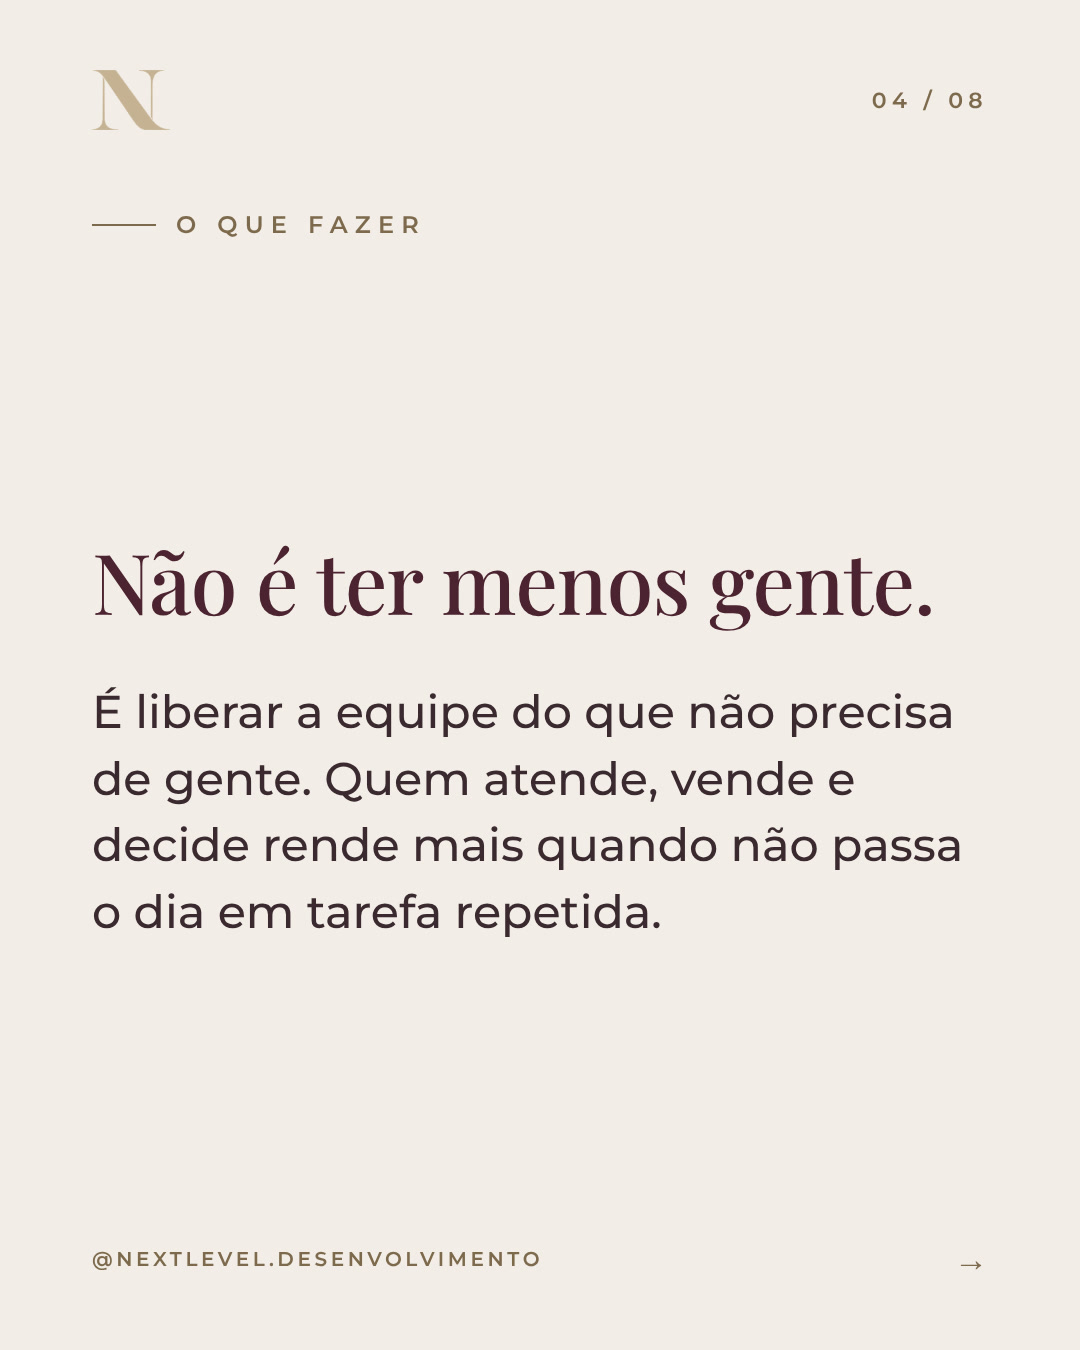 N
04 / 08
O QUE FAZER
Não é ter menos gente.
É liberar a equipe do que não precisa
de gente. Quem atende, vende e
decide rende mais quando não passa
o dia em tarefa repetida.
@NEXTLEVEL.DESENVOLVIMENTO
→